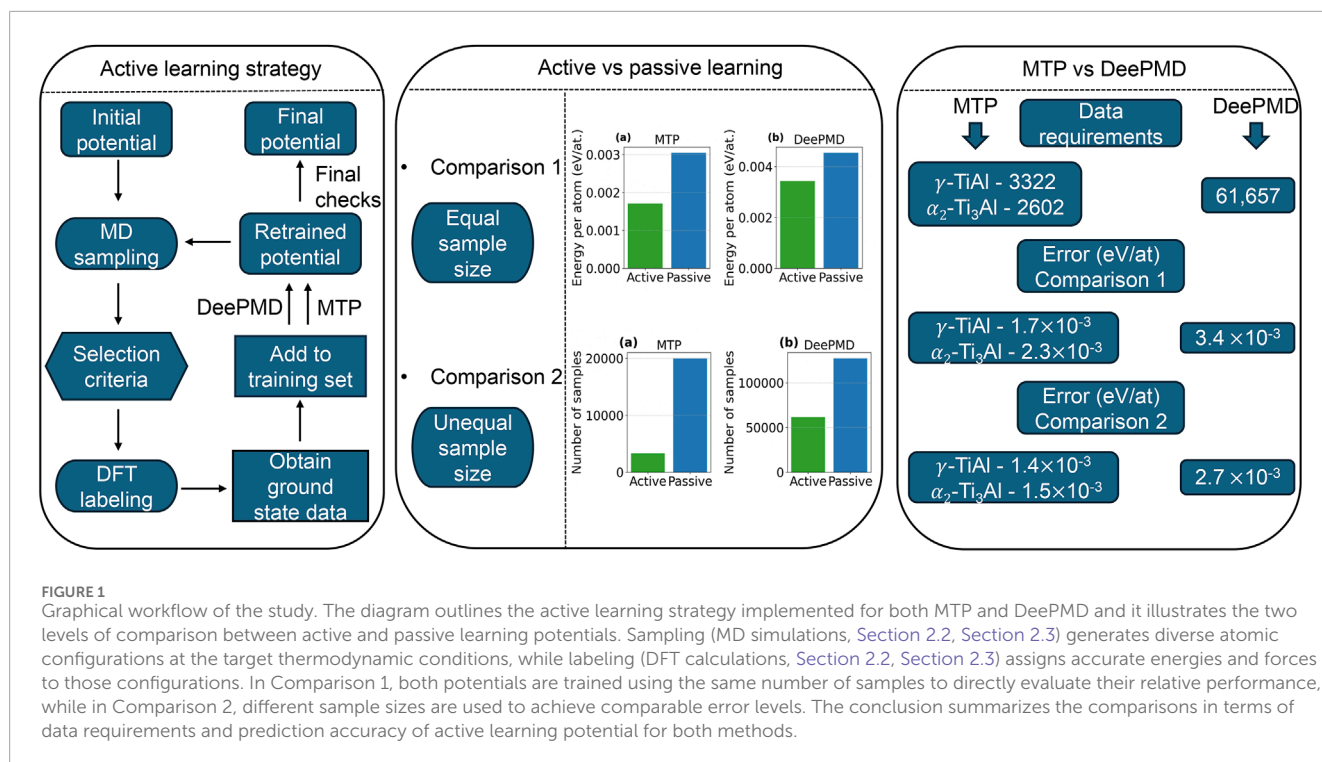 Active learning strategy
Initial
potential
Final
potential
Final
checks
MD
sampling
Retrained
potential
DeePMD
MTP
Selection
criteria
Add to
training set
DFT
labeling
Obtain
ground
state data
Active vs passive learning
• Comparison 1
Equal
sample
size
(a) MTP
Energy per atom (eV/at.)
0.003
0.002
0.001
0.000
Active Passive
(b) DeePMD
Energy per atom (eV/at.)
0.004
0.002
0.000
Active Passive
• Comparison 2
Unequal
sample
size
(a) MTP
Number of samples
20000
10000
0
Active Passive
(b) DeePMD
Number of samples
100000
50000
0
Active Passive
MTP vs DeePMD
MTP
Data
requirements
DeePMD
γ-TiAl - 3322
α₂-Ti₃Al - 2602
61,657
Error (eV/at)
Comparison 1
γ-TiAl - 1.7×10⁻³
α₂-Ti₃Al - 2.3×10⁻³
3.4 ×10⁻³
Error (eV/at)
Comparison 2
γ-TiAl - 1.4×10⁻³
α₂-Ti₃Al - 1.5×10⁻³
2.7 ×10⁻³
FIGURE 1
Graphical workflow of the study. The diagram outlines the active learning strategy implemented for both MTP and DeePMD and it illustrates the two
levels of comparison between active and passive learning potentials. Sampling (MD simulations, Section 2.2, Section 2.3) generates diverse atomic
configurations at the target thermodynamic conditions, while labeling (DFT calculations, Section 2.2, Section 2.3) assigns accurate energies and forces
to those configurations. In Comparison 1, both potentials are trained using the same number of samples to directly evaluate their relative performance,
while in Comparison 2, different sample sizes are used to achieve comparable error levels. The conclusion summarizes the comparisons in terms of
data requirements and prediction accuracy of active learning potential for both methods.